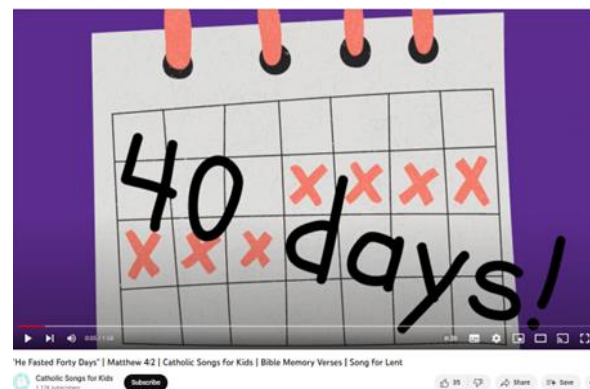 40
days!
'He Fasted Forty Days" | Matthew 4:2 | Catholic Songs for Kids | Bible Memory Verses | Song for Lent
Catholic Songs for Kids
Subscribe
35
Share
Save